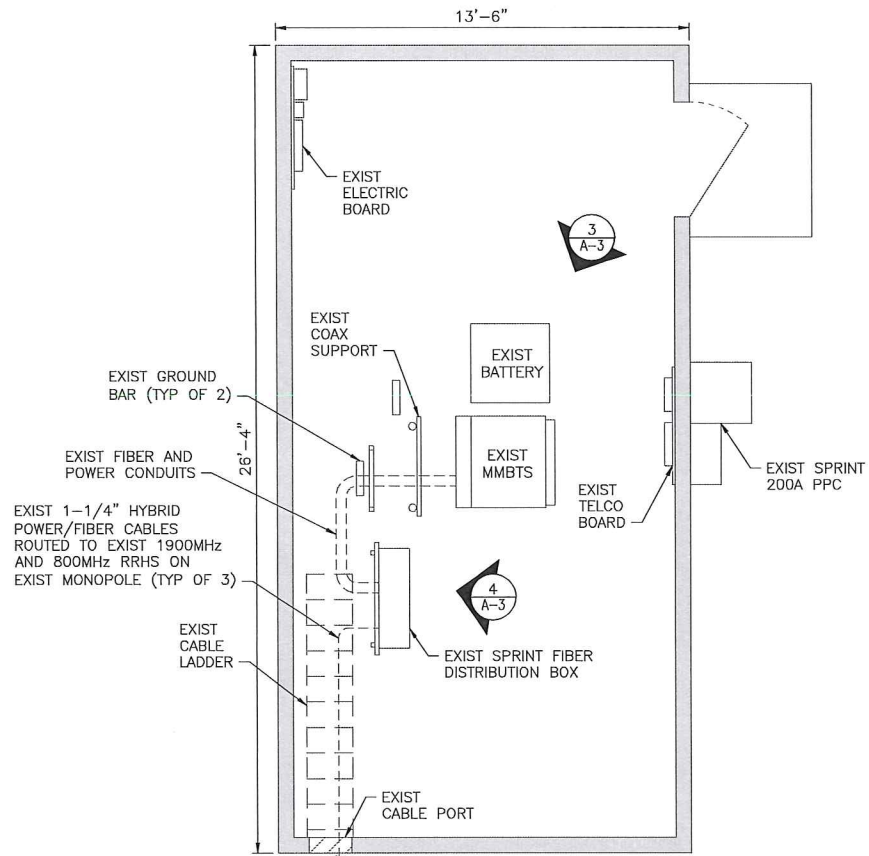 13'-6"
EXIST
ELECTRIC
BOARD
3
A-3
EXIST
COAX
SUPPORT
EXIST
BATTERY
EXIST GROUND
BAR (TYP OF 2)
26'-4"
EXIST FIBER AND
POWER CONDUITS
EXIST
MMBTS
EXIST
TELCO
BOARD
EXIST SPRINT
200A PPC
EXIST 1-1/4" HYBRID
POWER/FIBER CABLES
ROUTED TO EXIST 1900MHz
AND 800MHz RRHS ON
EXIST MONOPOLE (TYP OF 3)
4
A-3
EXIST
CABLE
LADDER
EXIST SPRINT FIBER
DISTRIBUTION BOX
EXIST
CABLE PORT